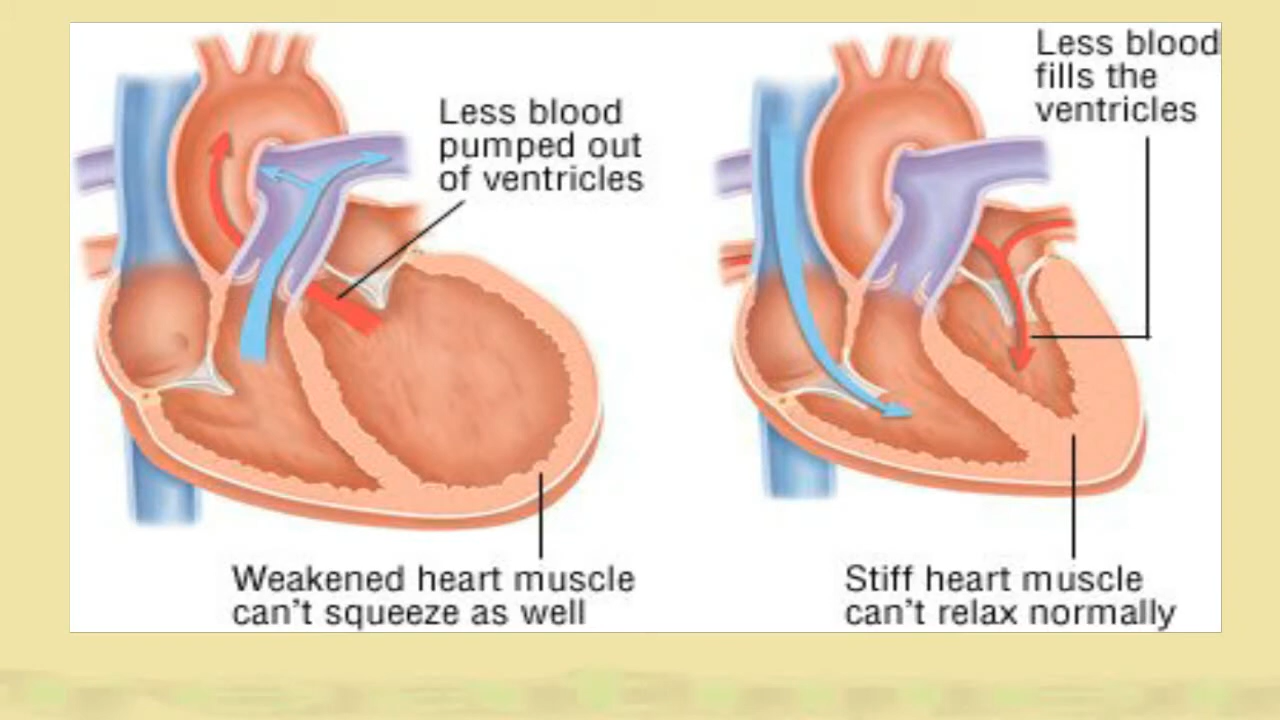 Less blood
pumped out
of ventricles
Weakened heart muscle
can't squeeze as well
Less blood
fills the
ventricles
Stiff heart muscle
can't relax normally